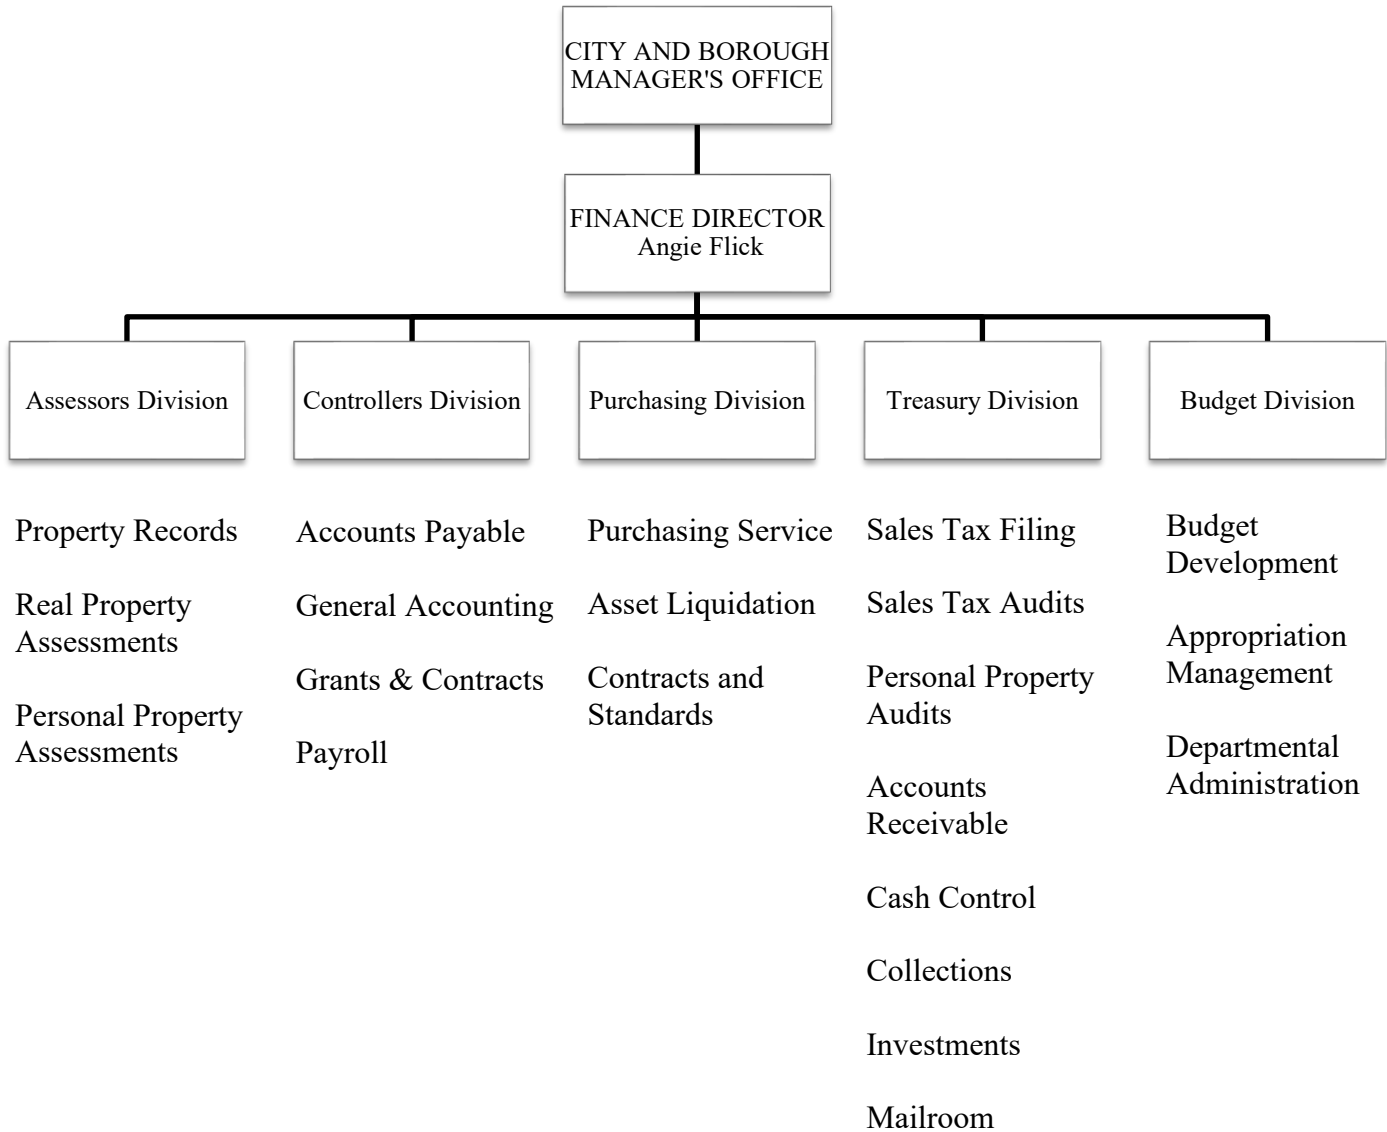 CITY AND BOROUGH
MANAGER'S OFFICE
FINANCE DIRECTOR
Angie Flick
Assessors Division
Controllers Division
Purchasing Division
Treasury Division
Budget Division
Property Records
Real Property
Assessments
Personal Property
Assessments
Accounts Payable
General Accounting
Grants & Contracts
Payroll
Purchasing Service
Asset Liquidation
Contracts and
Standards
Sales Tax Filing
Sales Tax Audits
Personal Property
Audits
Accounts
Receivable
Cash Control
Collections
Investments
Mailroom
Budget
Development
Appropriation
Management
Departmental
Administration